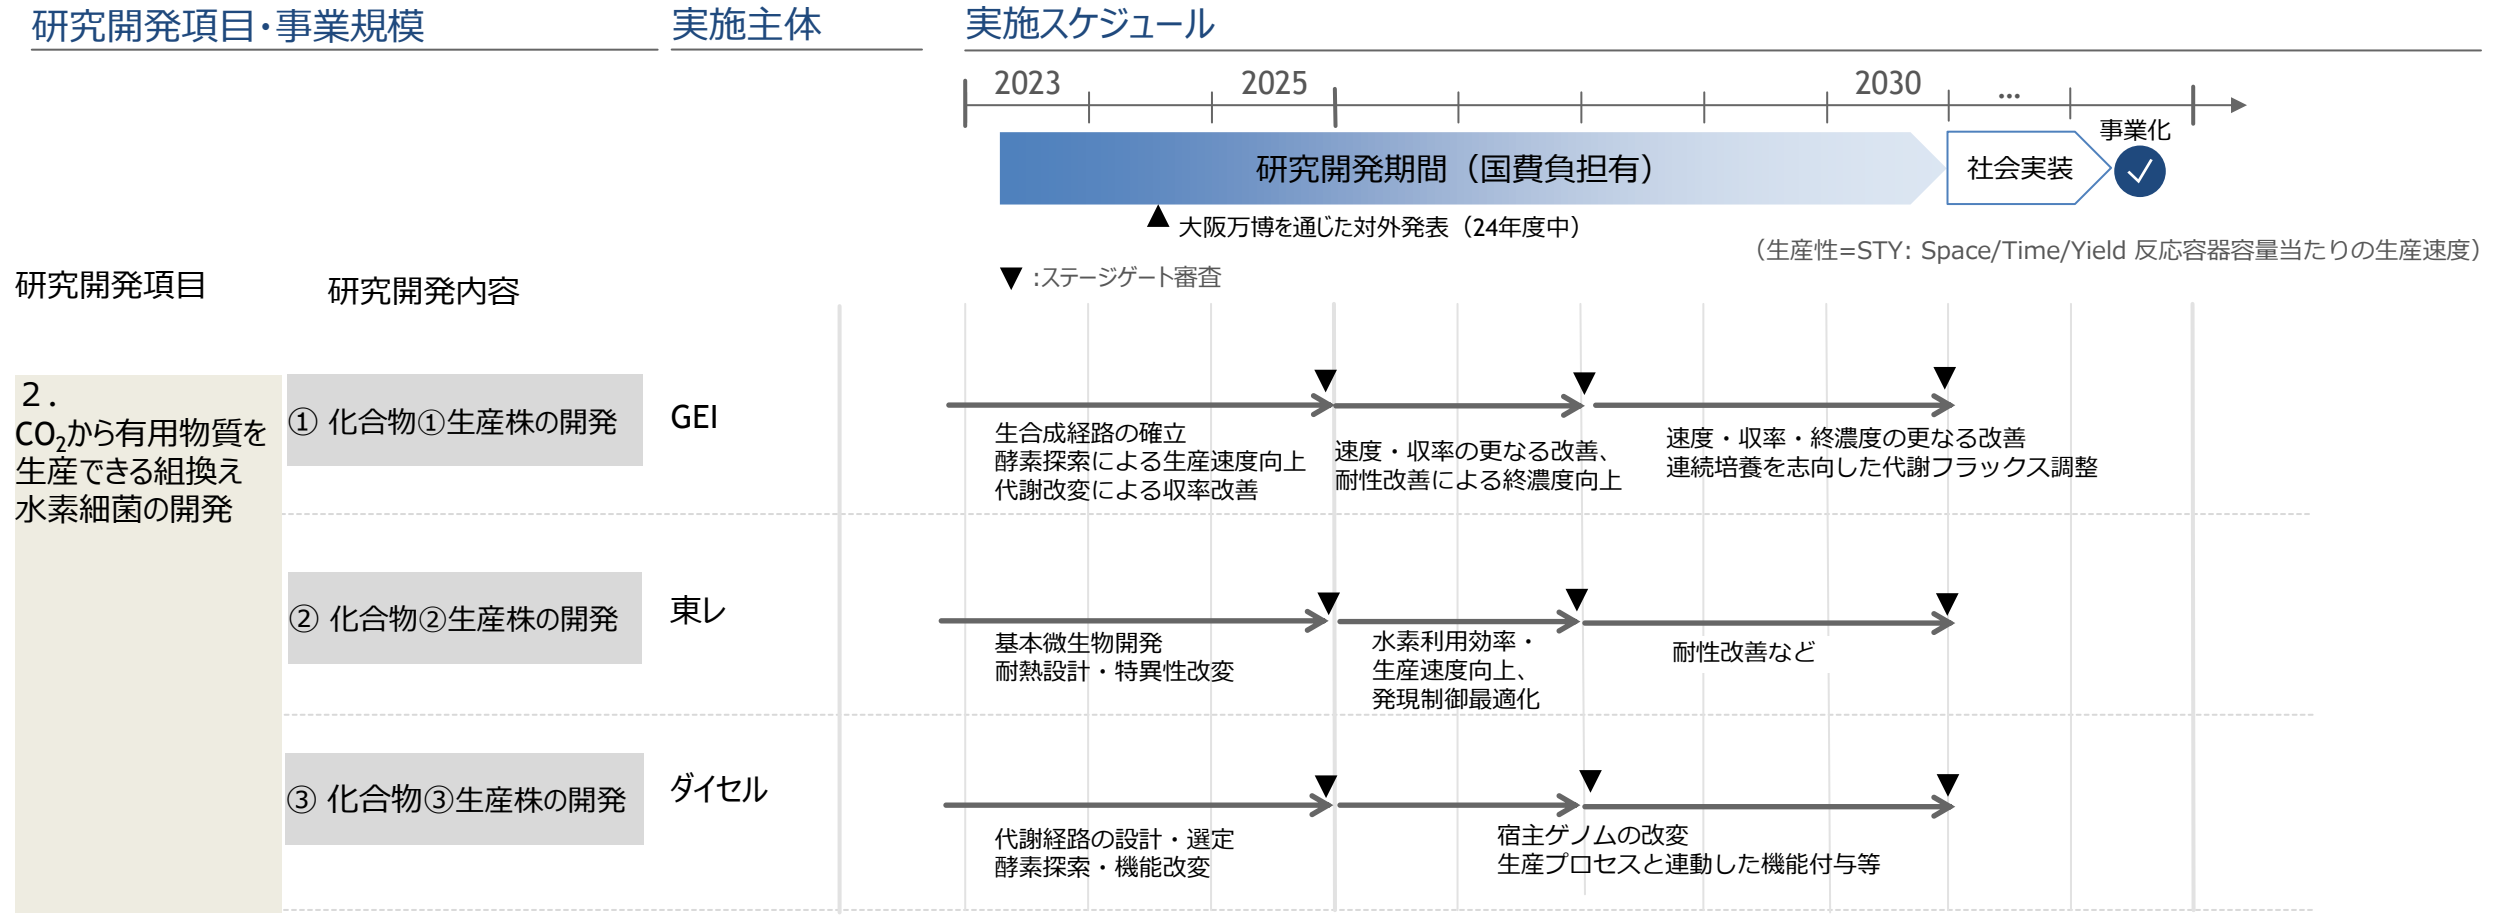 研究開発項目・事業規模
実施主体
実施スケジュール
2023
2025
2030
…
事業化
研究開発期間（国費負担有）
社会実装
▲ 大阪万博を通じた対外発表（24年度中）
（生産性=STY: Space/Time/Yield 反応容器容量当たりの生産速度）
▼ :ステージゲート審査
研究開発項目
研究開発内容
２.
CO₂から有用物質を
生産できる組換え
水素細菌の開発
① 化合物①生産株の開発
GEI
生合成経路の確立
酵素探索による生産速度向上
代謝改変による収率改善
速度・収率の更なる改善、
耐性改善による終濃度向上
速度・収率・終濃度の更なる改善
連続培養を志向した代謝フラックス調整
② 化合物②生産株の開発
東レ
基本微生物開発
耐熱設計・特異性改変
水素利用効率・
生産速度向上、
発現制御最適化
耐性改善など
③ 化合物③生産株の開発
ダイセル
代謝経路の設計・選定
酵素探索・機能改変
宿主ゲノムの改変
生産プロセスと連動した機能付与等